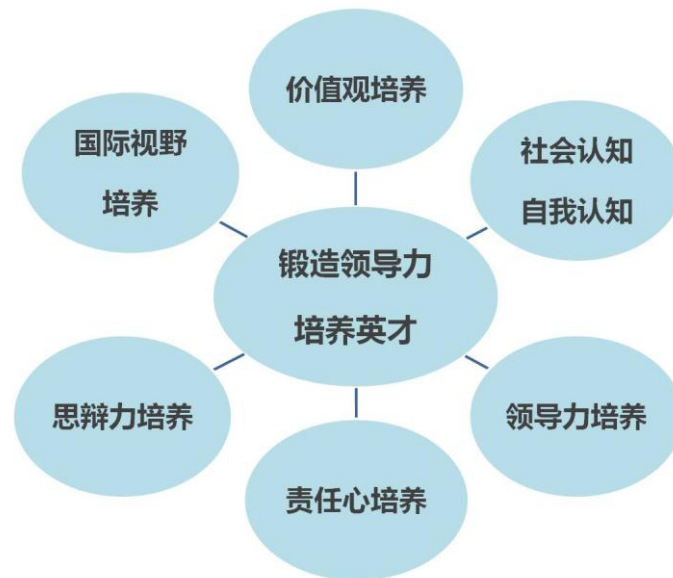 价值观培养
国际视野
培养
社会认知
自我认知
锻造领导力
培养英才
思辩力培养
领导力培养
责任心培养